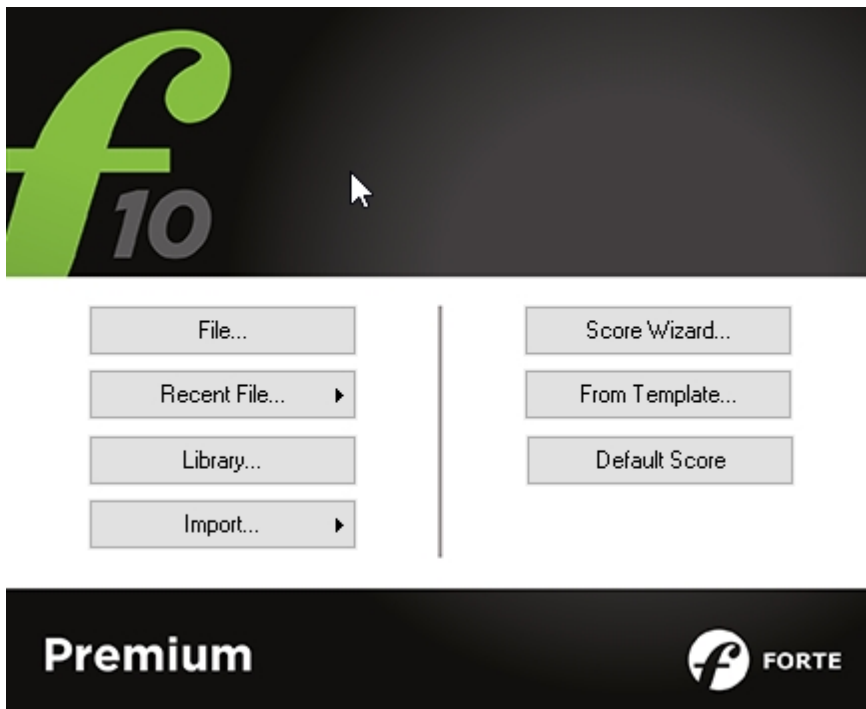 f 10
File...
Recent File...
Library...
Import...
Score Wizard...
From Template...
Default Score
Premium
f FORTE